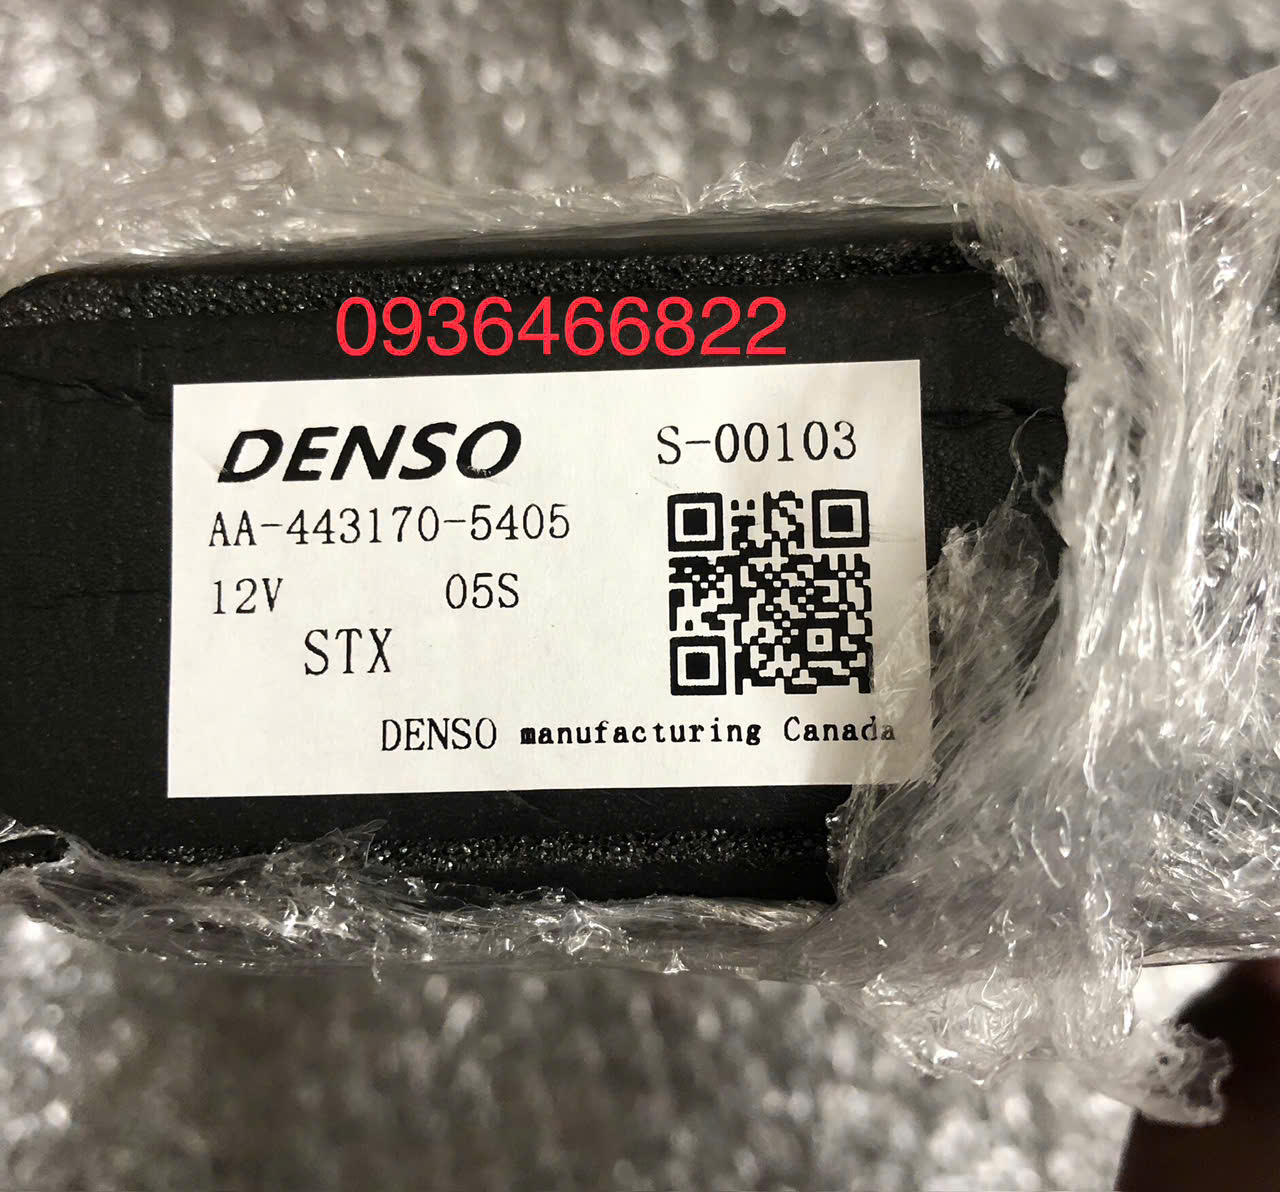 0936466822
DENSO S-00103
AA-443170-5405
12V 05S
STX
DENSO manufacturing Canada